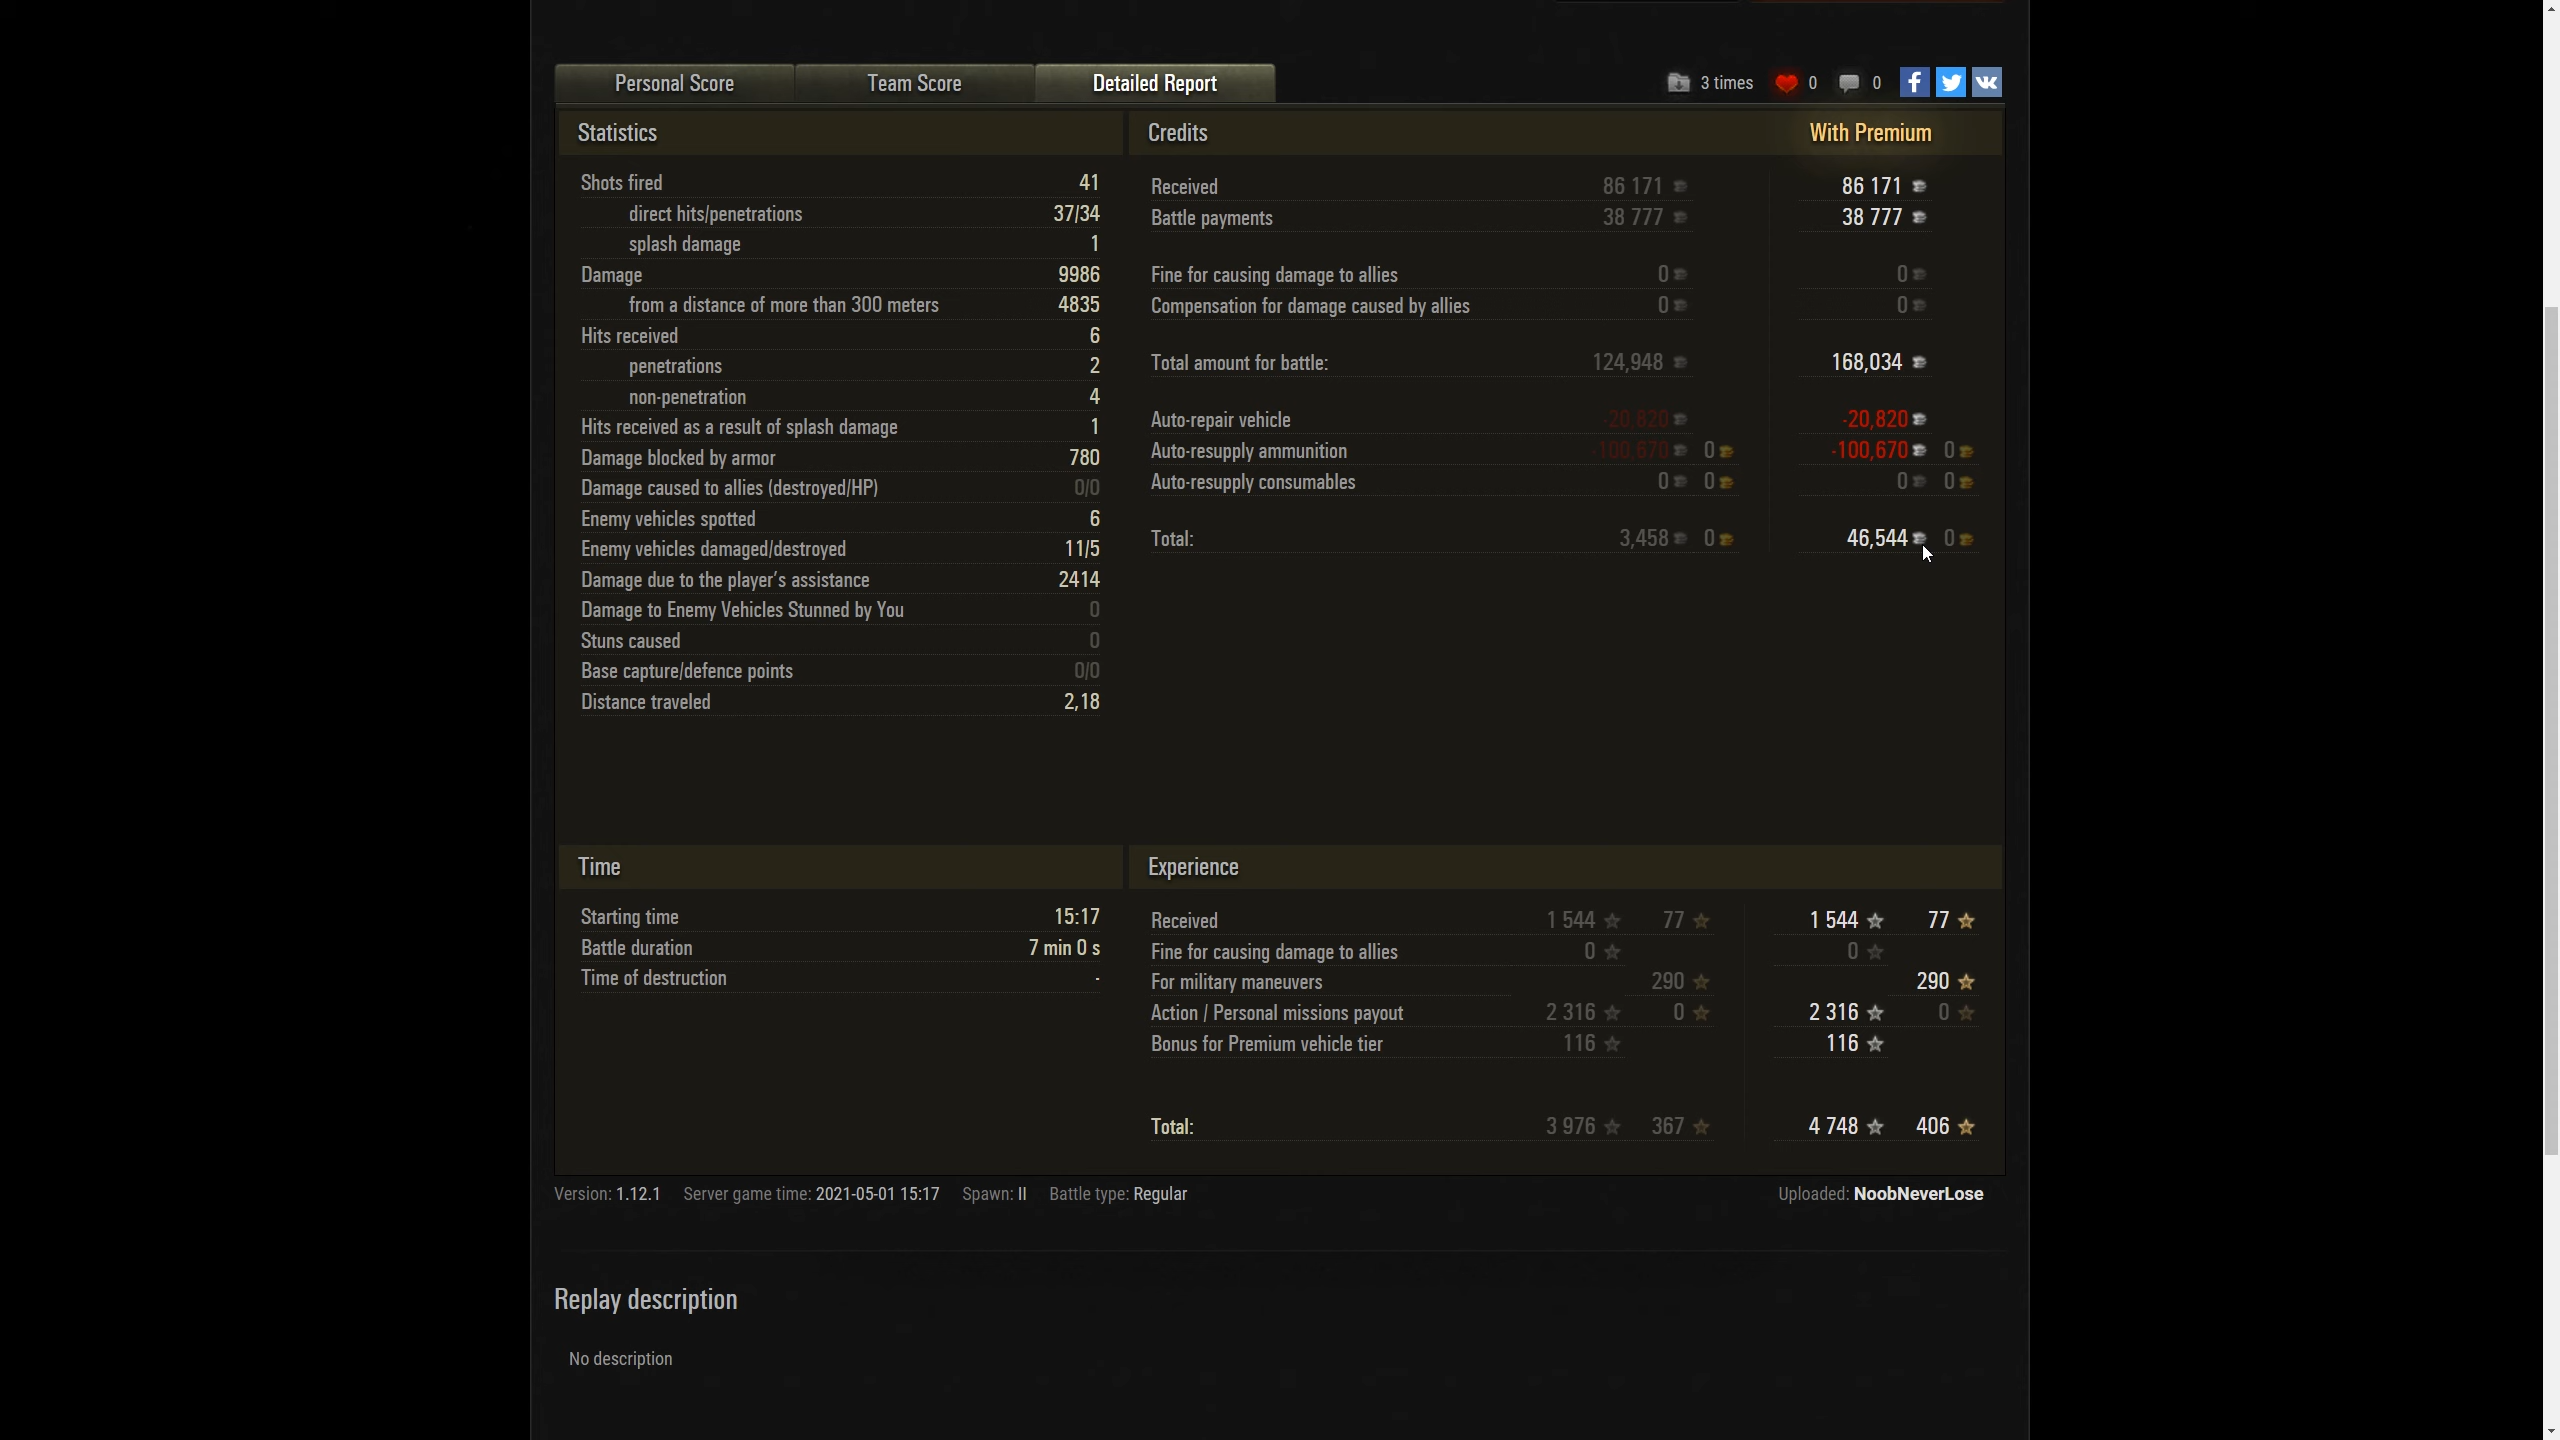 Personal Score Team Score Detailed Report 3 times 0 0
Statistics
Shots fired 41
direct hits/penetrations 37/34
splash damage 1
Damage 9986
from a distance of more than 300 meters 4835
Hits received 6
penetrations 2
non-penetration 4
Hits received as a result of splash damage 1
Damage blocked by armor 780
Damage caused to allies (destroyed/HP) 0/0
Enemy vehicles spotted 6
Enemy vehicles damaged/destroyed 11/5
Damage due to the player's assistance 2414
Damage to Enemy Vehicles Stunned by You 0
Stuns caused 0
Base capture/defence points 0/0
Distance traveled 2,18
Credits With Premium
Received 86 171 86 171
Battle payments 38 777 38 777
Fine for causing damage to allies 0 0
Compensation for damage caused by allies 0 0
Total amount for battle: 124,948 168,034
Auto-repair vehicle -20,820 -20,820
Auto-resupply ammunition -100,670 0 -100,670 0
Auto-resupply consumables 0 0 0 0
Total: 3,458 0 46,544 0
Time
Starting time 15:17
Battle duration 7 min 0 s
Time of destruction -
Experience
Received 1 544 77 1 544 77
Fine for causing damage to allies 0 0
For military maneuvers 290 290
Action / Personal missions payout 2 316 0 2 316 0
Bonus for Premium vehicle tier 116 116
Total: 3 976 367 4 748 406
Version: 1.12.1 Server game time: 2021-05-01 15:17 Spawn: II Battle type: Regular Uploaded: NoobNeverLose
Replay description
No description